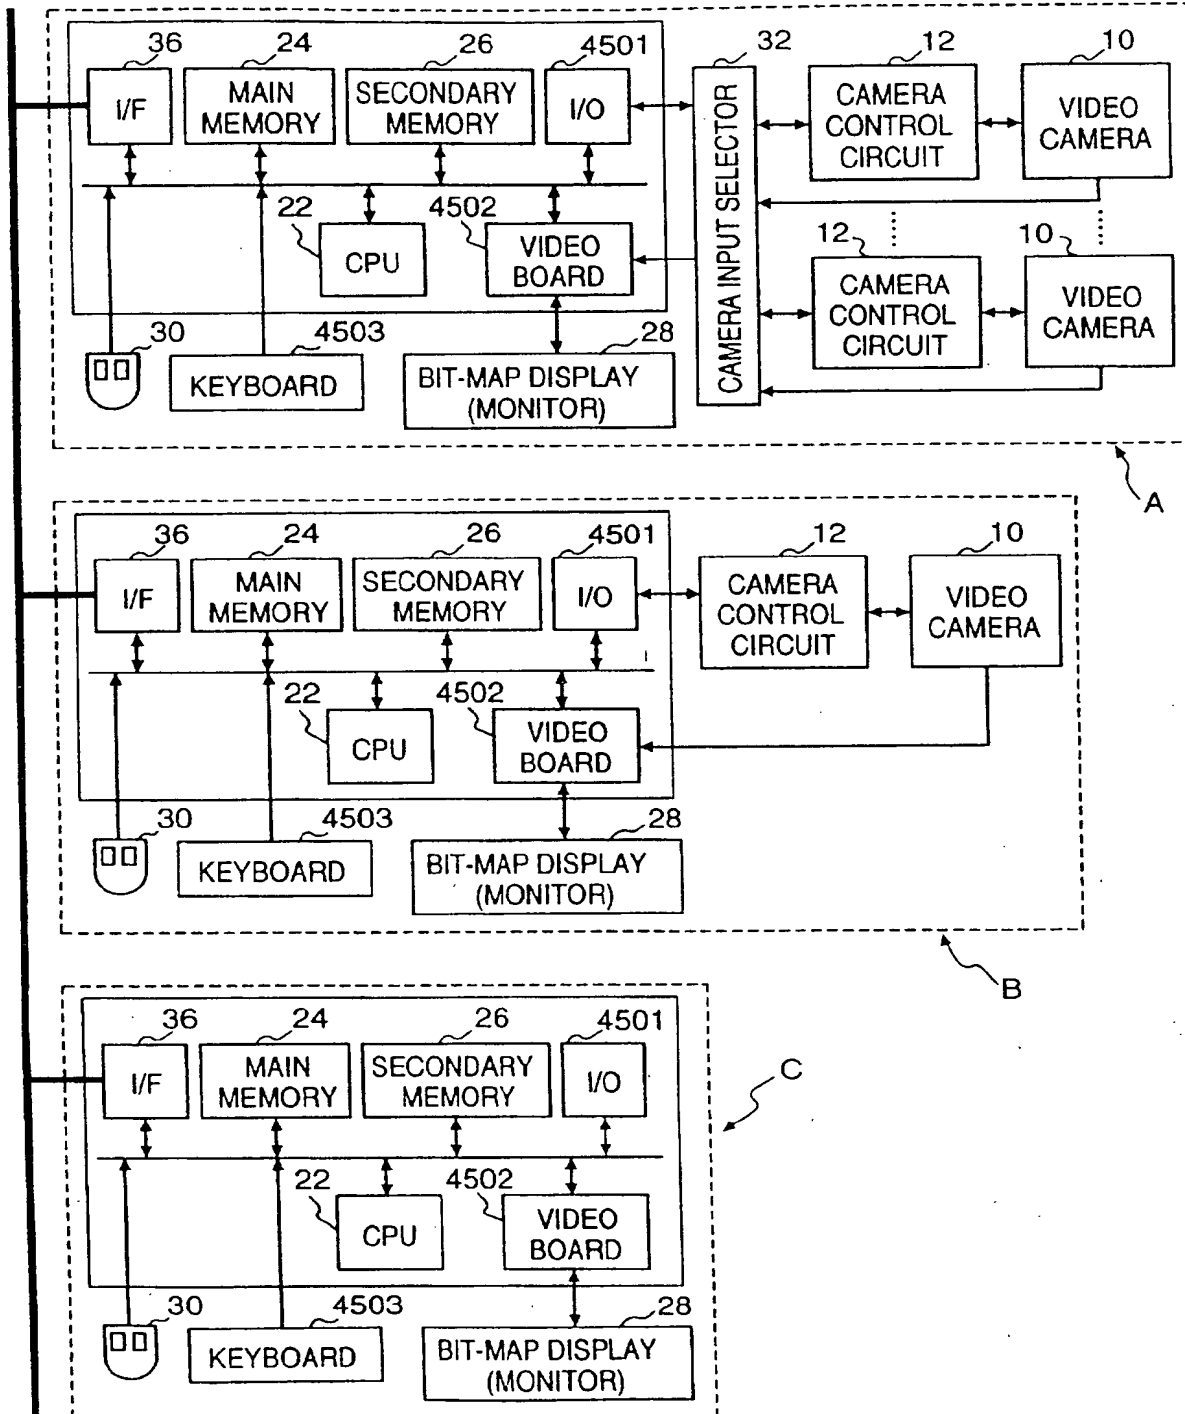 36 24 26 4501 32 12 10
I/F
MAIN
MEMORY
SECONDARY
MEMORY
I/O
CAMERA INPUT SELECTOR
CAMERA
CONTROL
CIRCUIT
VIDEO
CAMERA
22 4502 12 10
CPU
VIDEO
BOARD
CAMERA
CONTROL
CIRCUIT
VIDEO
CAMERA
30 4503 28
KEYBOARD
BIT-MAP DISPLAY
(MONITOR)
A
36 24 26 4501 12 10
I/F
MAIN
MEMORY
SECONDARY
MEMORY
I/O
CAMERA
CONTROL
CIRCUIT
VIDEO
CAMERA
22 4502
CPU
VIDEO
BOARD
30 4503 28
KEYBOARD
BIT-MAP DISPLAY
(MONITOR)
B
36 24 26 4501
I/F
MAIN
MEMORY
SECONDARY
MEMORY
I/O
C
22 4502
CPU
VIDEO
BOARD
30 4503 28
KEYBOARD
BIT-MAP DISPLAY
(MONITOR)